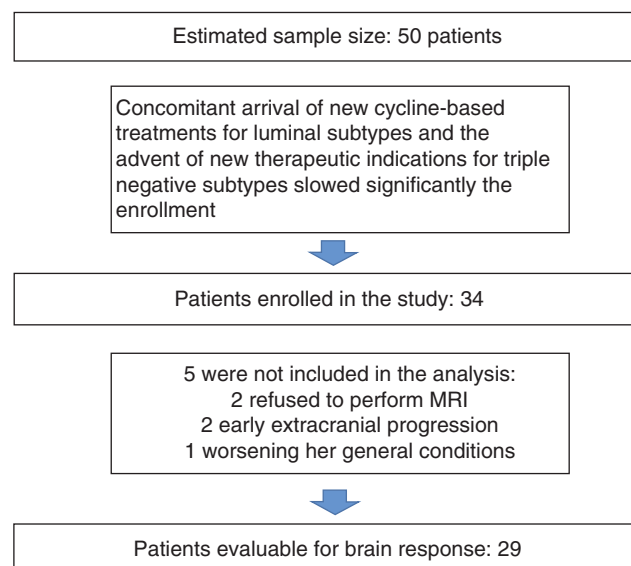 Estimated sample size: 50 patients
Concomitant arrival of new cycline-based
treatments for luminal subtypes and the
advent of new therapeutic indications for triple
negative subtypes slowed significantly the
enrollment
Patients enrolled in the study: 34
5 were not included in the analysis:
2 refused to perform MRI
2 early extracranial progression
1 worsening her general conditions
Patients evaluable for brain response: 29